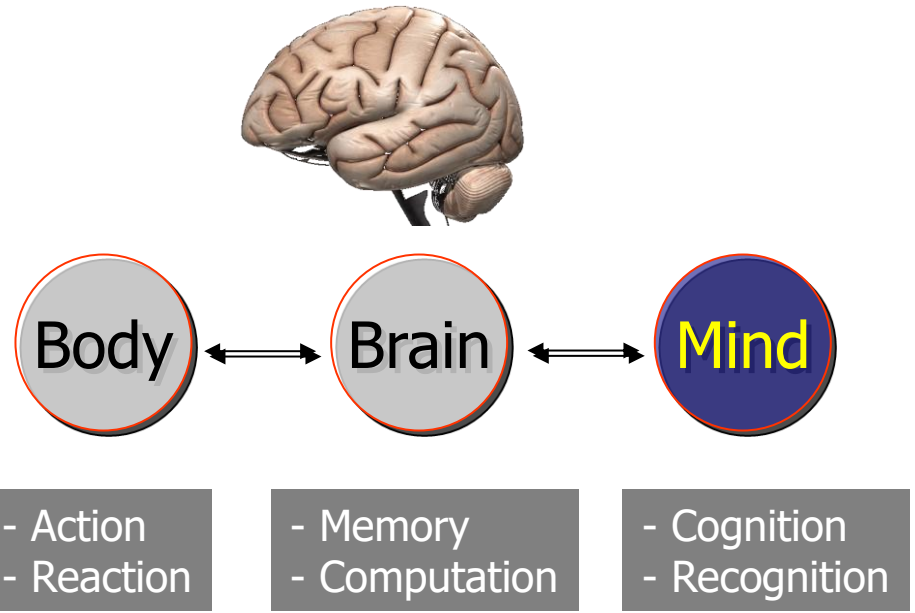 Body
Brain
Mind
- Action
- Reaction
- Memory
- Computation
- Cognition
- Recognition